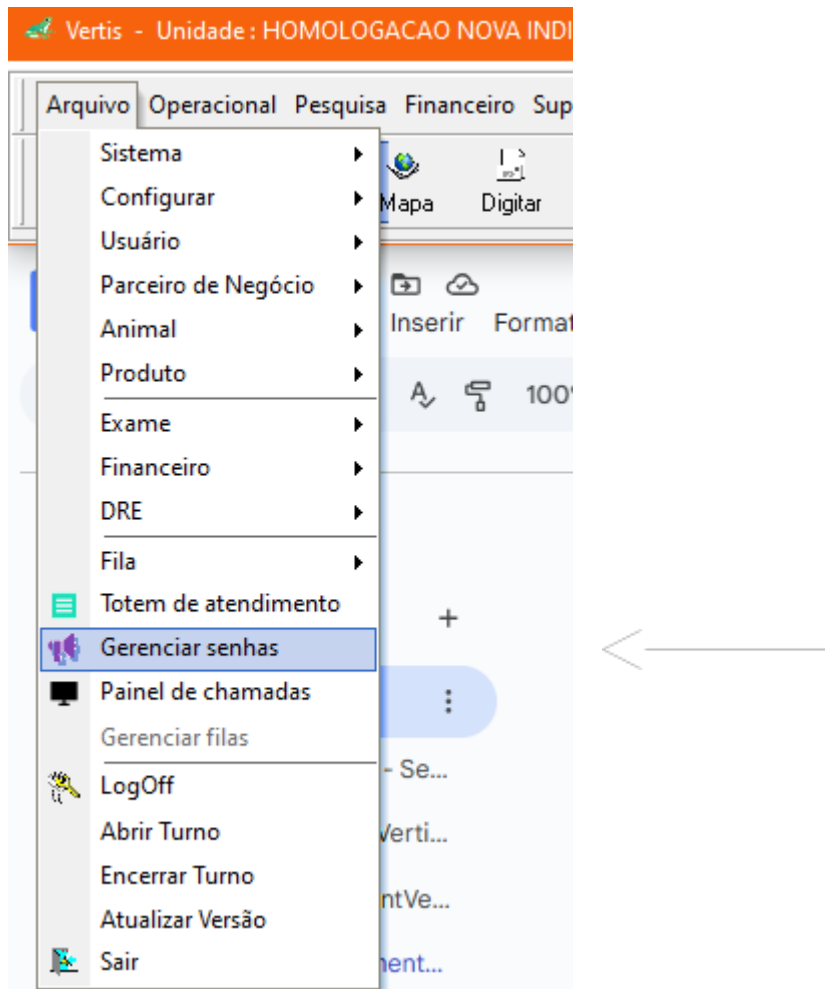 Vertis - Unidade : HOMOLOGACAO NOVA INDI
Arquivo Operacional Pesquisa Financeiro Sup
Sistema
Mapa Digitar
Configurar
Usuário
Parceiro de Negócio
Inserir Format
Animal
Produto
100%
Exame
Financeiro
DRE
Fila
Totem de atendimento
Gerenciar senhas
Painel de chamadas
Gerenciar filas
- Se...
LogOff
Abrir Turno
Verti...
Encerrar Turno
ntVe...
Atualizar Versão
Sair
ment...